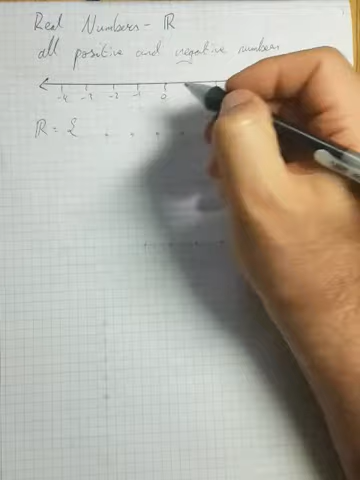 Real Numbers - ℝ
all positive and negative numbers
-4 -3 -2 -1 0
ℝ = {